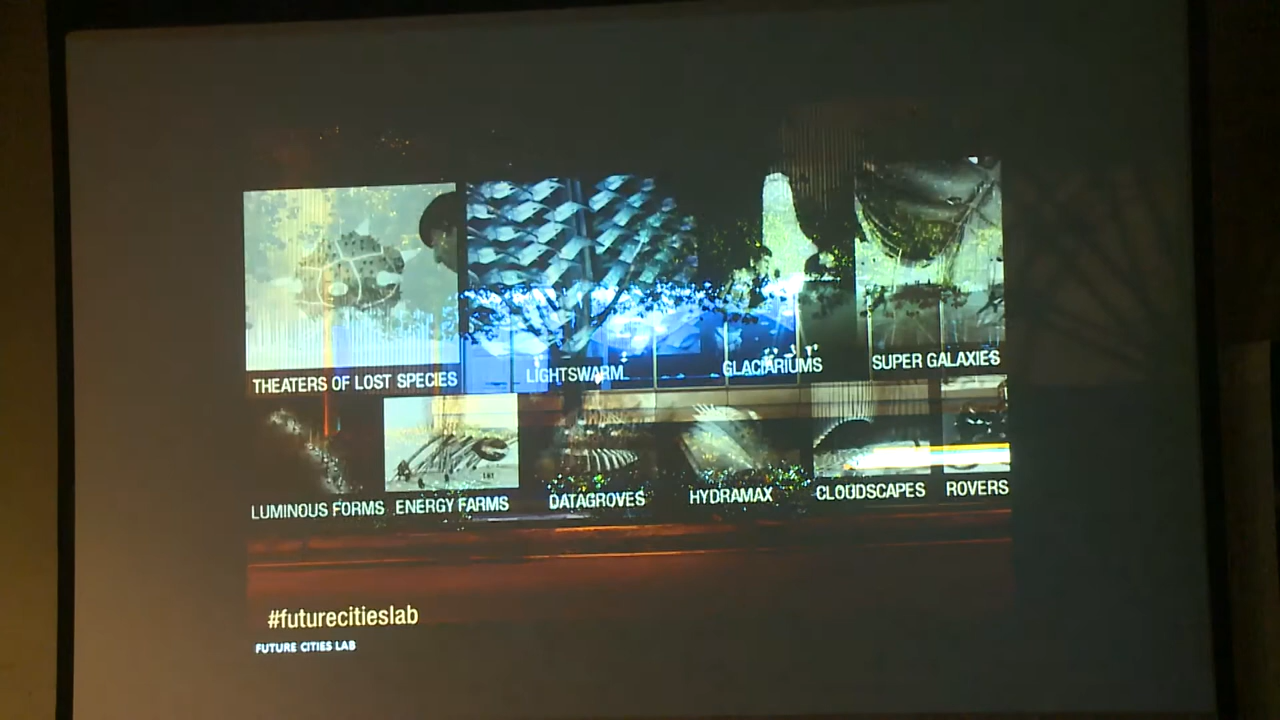 THEATERS OF LOST SPECIES LIGHTSWARM GLACIARIUMS SUPER GALAXIES
LUMINOUS FORMS ENERGY FARMS DATAGROVES HYDRAMAX CLOUDSCAPES ROVERS
#futurecitieslab
FUTURE CITIES LAB